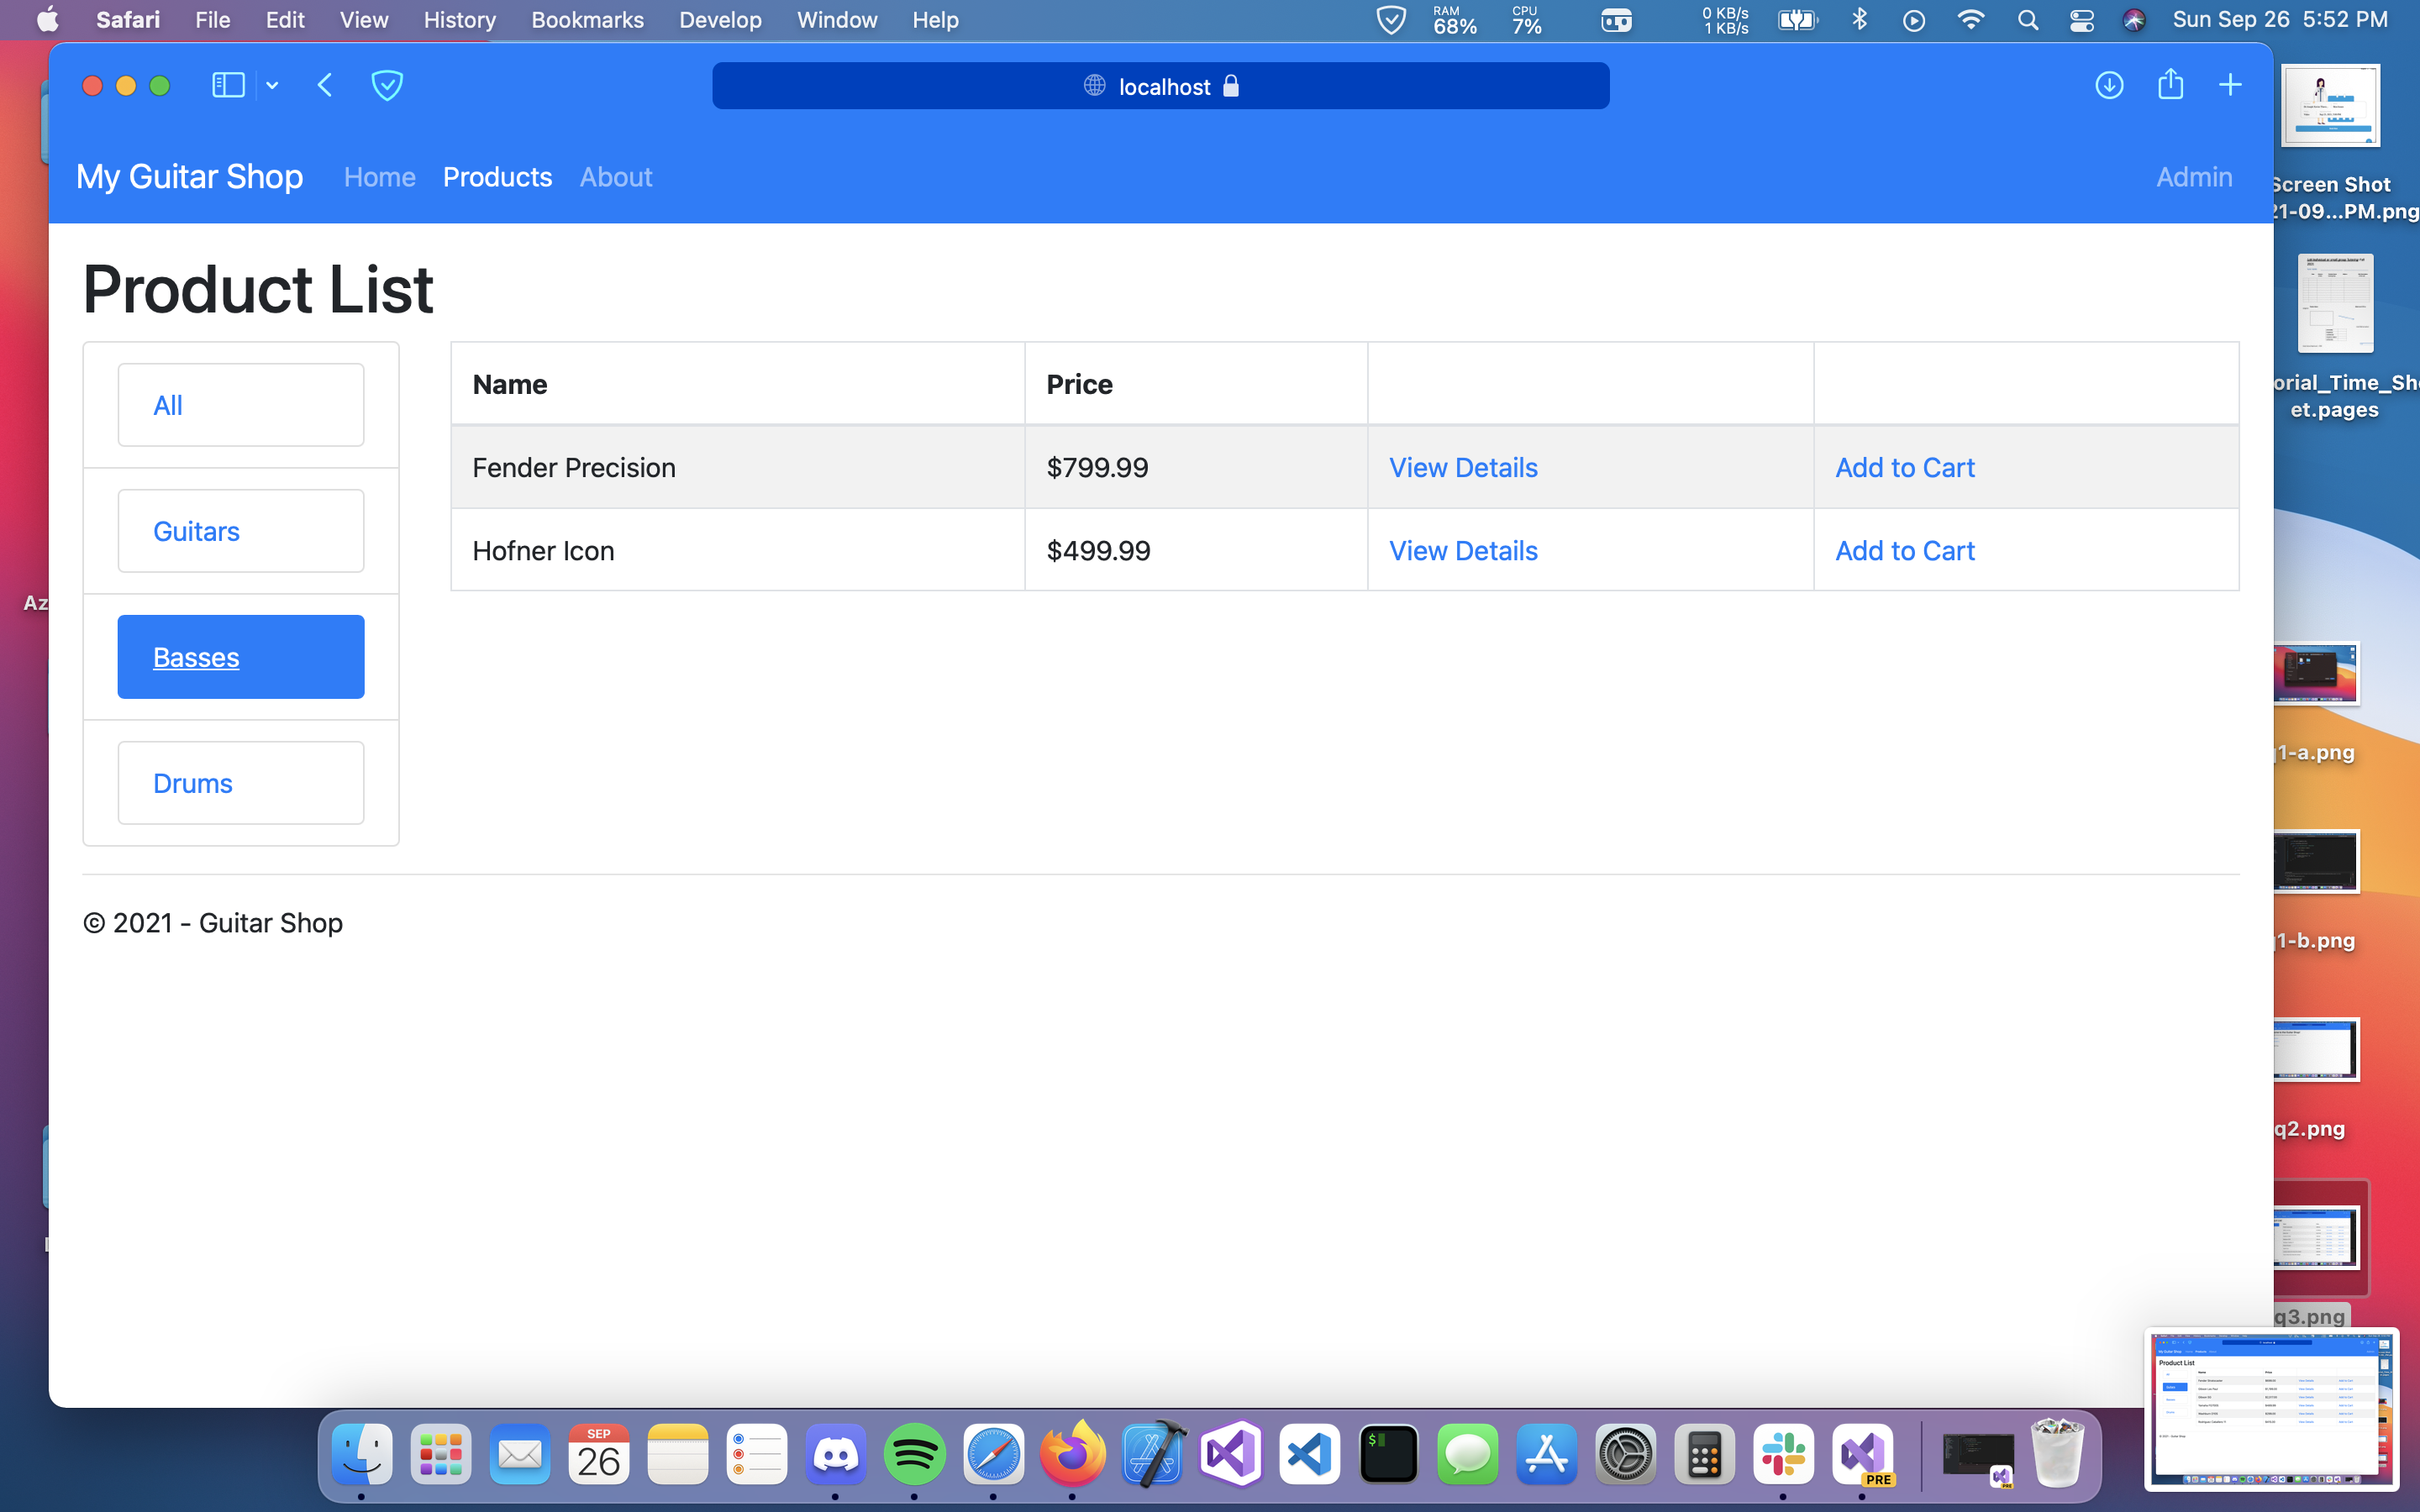 Safari File Edit View History Bookmarks Develop Window Help
RAM 68% CPU 7% 0 KB/s 1 KB/s Sun Sep 26 5:52 PM
localhost
My Guitar Shop Home Products About Admin
Product List
All
Guitars
Basses
Drums
Name Price
Fender Precision $799.99 View Details Add to Cart
Hofner Icon $499.99 View Details Add to Cart
© 2021 - Guitar Shop
Screen Shot
21-09...PM.png
orial_Time_She
et.pages
Az
1-a.png
1-b.png
q2.png
q3.png
Product List
SEP
26
$
PRE